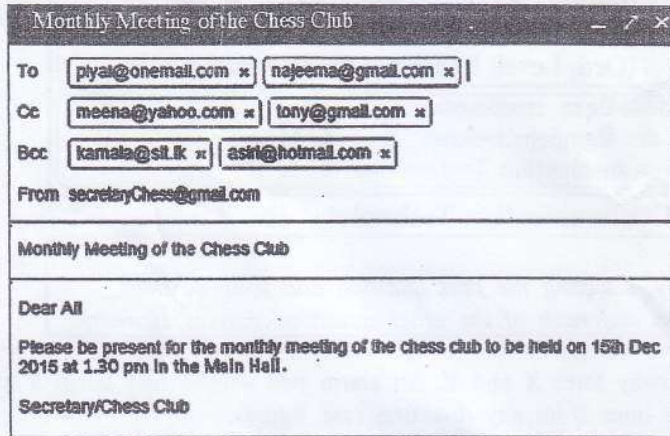 Monthly Meeting of the Chess Club
To piyal@onemail.com × najeema@gmail.com ×
Cc meena@yahoo.com × tony@gmail.com ×
Bcc kamala@slt.lk × asiri@hotmail.com ×
From secretaryChess@gmail.com
Monthly Meeting of the Chess Club
Dear All
Please be present for the monthly meeting of the chess club to be held on 15th Dec
2015 at 1.30 pm in the Main Hall.
Secretary/Chess Club